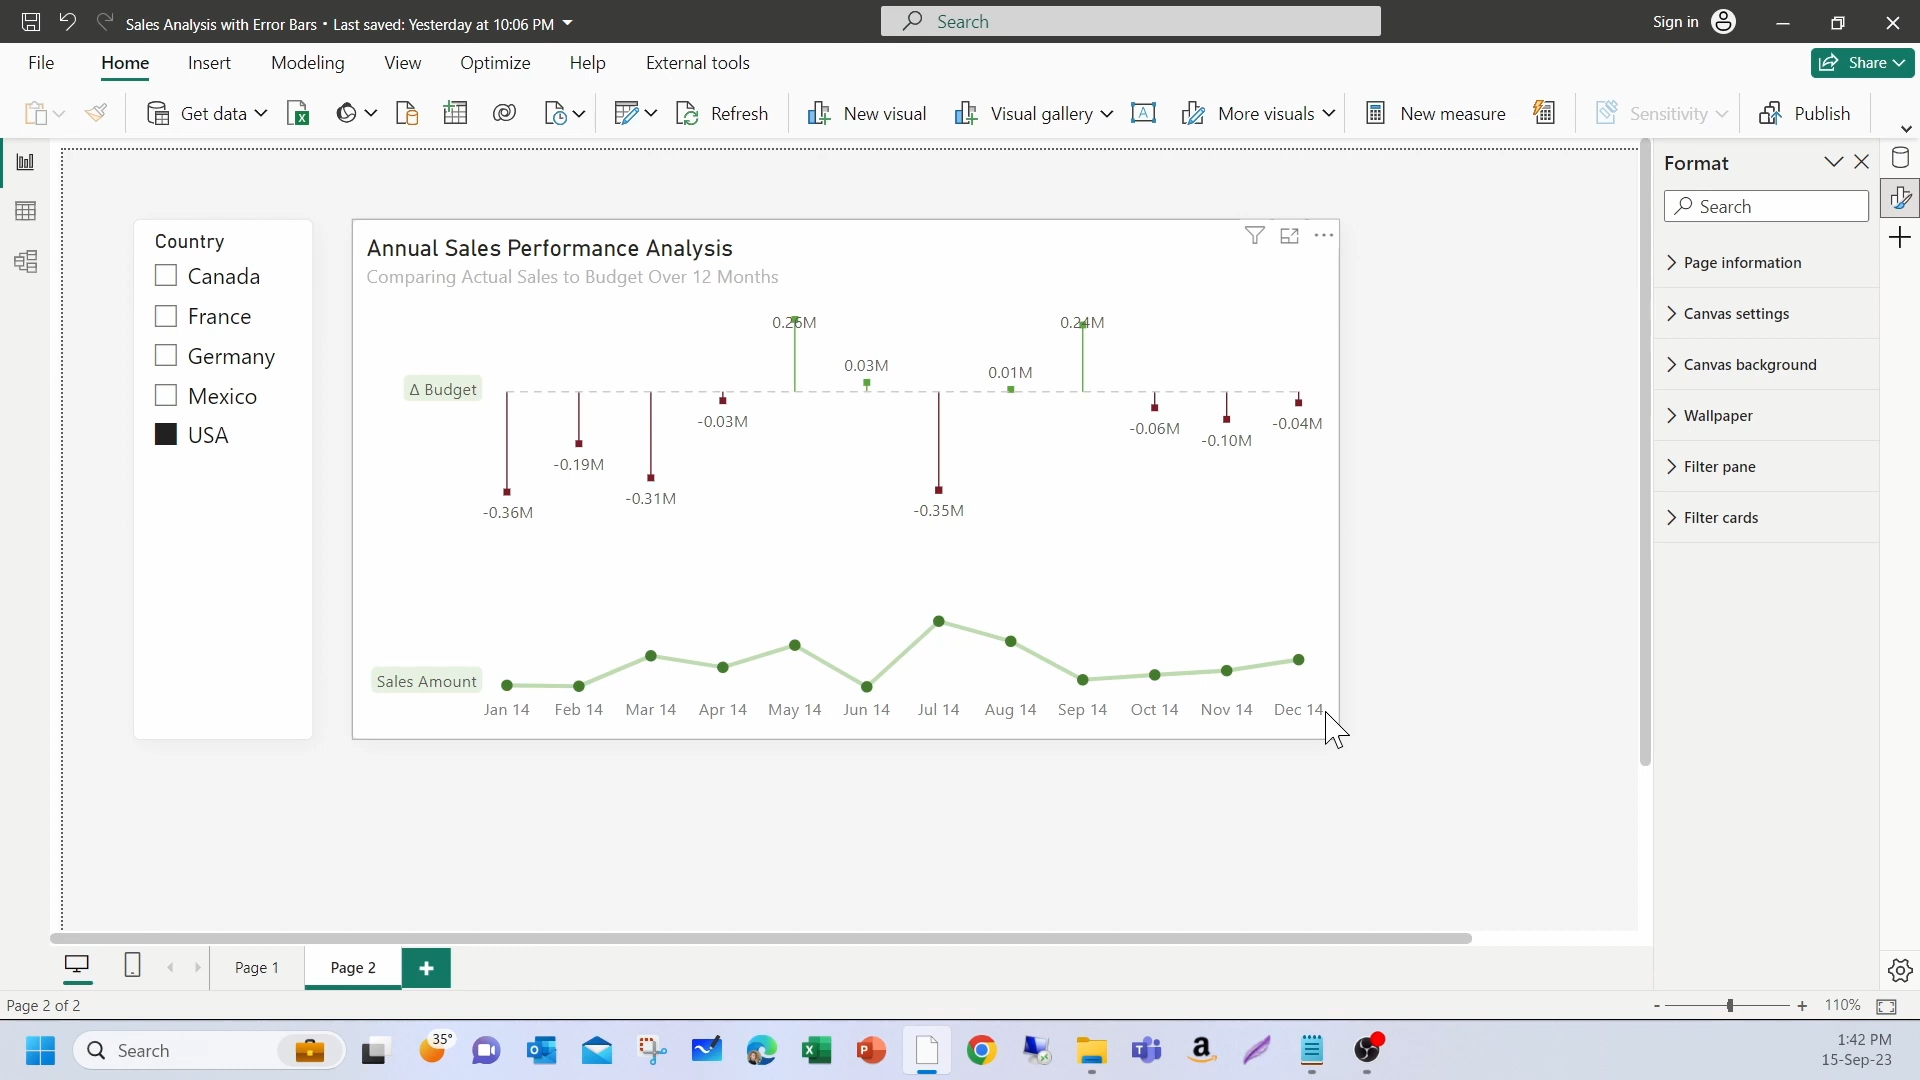 Sales Analysis with Error Bars • Last saved: Yesterday at 10:06 PM
Search
Sign in
File Home Insert Modeling View Optimize Help External tools
Share
Get data
Refresh
New visual
Visual gallery
More visuals
New measure
Sensitivity
Publish
Format
Search
Page information
Canvas settings
Canvas background
Wallpaper
Filter pane
Filter cards
Country
Canada
France
Germany
Mexico
USA
Annual Sales Performance Analysis
Comparing Actual Sales to Budget Over 12 Months
0.26M 0.24M
0.03M 0.01M
Δ Budget
-0.03M -0.06M -0.10M -0.04M
-0.19M
-0.31M
-0.36M -0.35M
Sales Amount
Jan 14 Feb 14 Mar 14 Apr 14 May 14 Jun 14 Jul 14 Aug 14 Sep 14 Oct 14 Nov 14 Dec 14
Page 1 Page 2
Page 2 of 2
- + 110%
Search
35°
1:42 PM
15-Sep-23